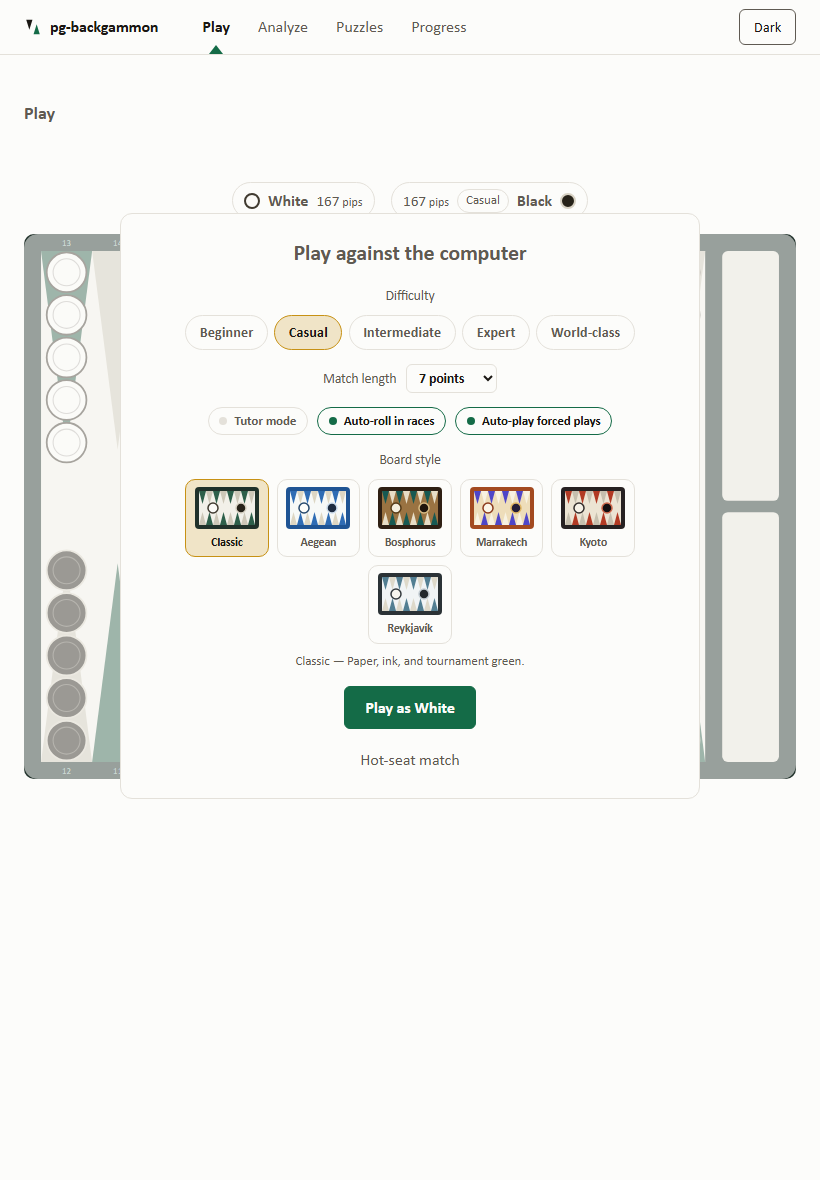 pg-backgammon Play Analyze Puzzles Progress Dark
Play
White 167 pips 167 pips Casual Black
13
Play against the computer
Difficulty
Beginner Casual Intermediate Expert World-class
Match length 7 points
Tutor mode Auto-roll in races Auto-play forced plays
Board style
Classic Aegean Bosphorus Marrakech Kyoto
Reykjavík
Classic — Paper, ink, and tournament green.
Play as White
Hot-seat match
12